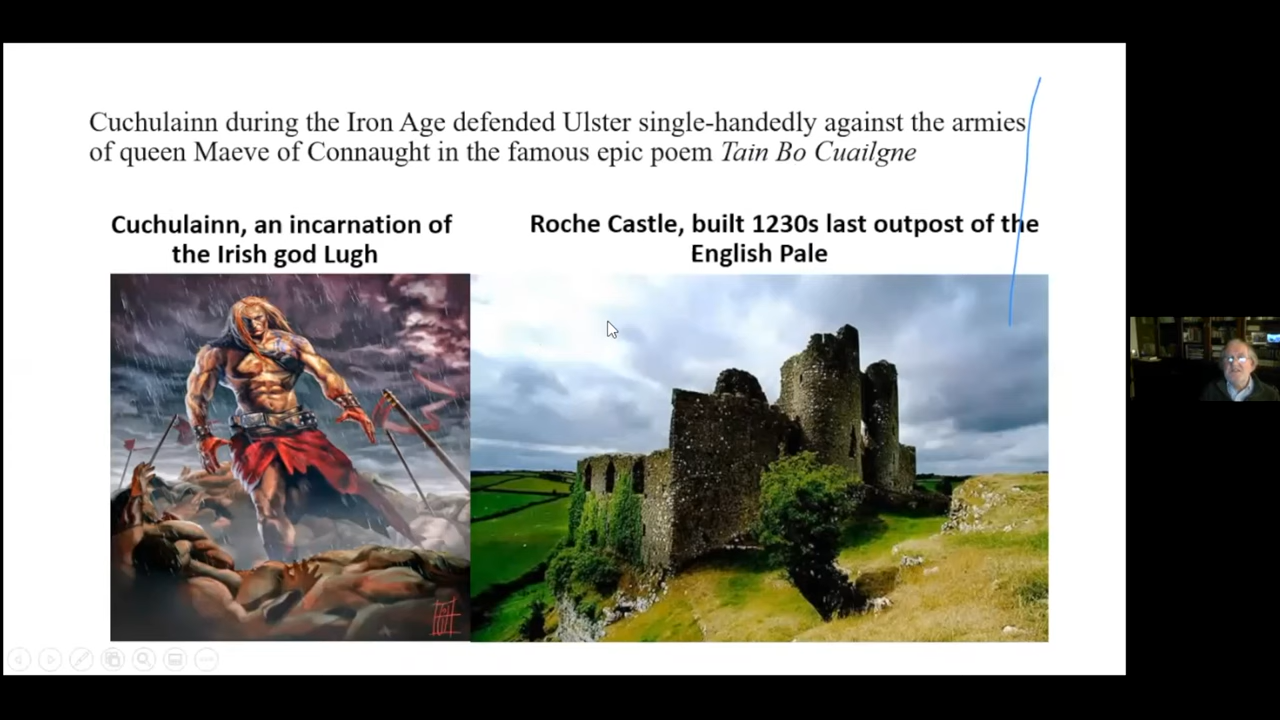 Cuchulainn during the Iron Age defended Ulster single-handedly against the armies
of queen Maeve of Connaught in the famous epic poem Tain Bo Cuailgne
Cuchulainn, an incarnation of
the Irish god Lugh
Roche Castle, built 1230s last outpost of the
English Pale